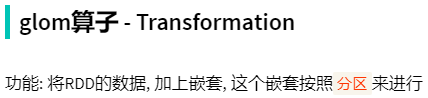 glom算子 - Transformation
功能: 将RDD的数据, 加上嵌套, 这个嵌套按照 分区 来进行